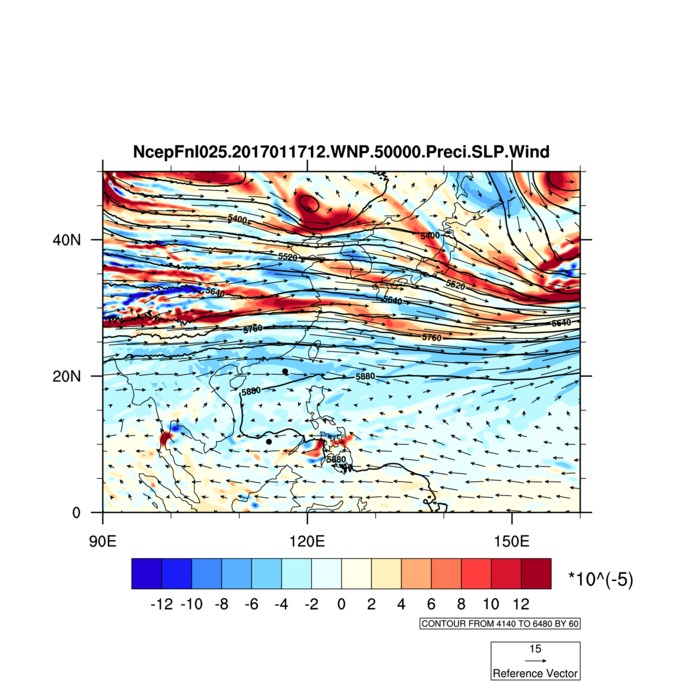 NcepFnl025.2017011712.WNP.50000.Preci.SLP.Wind
5400
5400
40N
5520
5520
5640
5640
5640
5760
5760
20N
5880
5880
5880
0
90E 120E 150E
-12 -10 -8 -6 -4 -2 0 2 4 6 8 10 12
*10^(-5)
CONTOUR FROM 4140 TO 6480 BY 60
15
Reference Vector